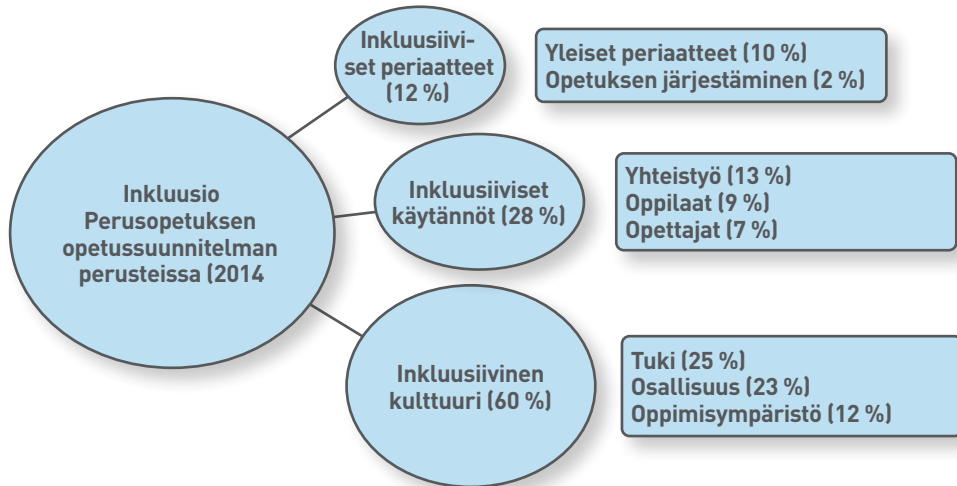 Inkluusiivi-
set periaatteet
(12 %)
Yleiset periaatteet (10 %)
Opetuksen järjestäminen (2 %)
Inkluusio
Perusopetuksen
opetussuunnitelman
perusteissa (2014
Inkluusiiviset
käytännöt (28 %)
Yhteistyö (13 %)
Oppilaat (9 %)
Opettajat (7 %)
Inkluusiivinen
kulttuuri (60 %)
Tuki (25 %)
Osallisuus (23 %)
Oppimisympäristö (12 %)